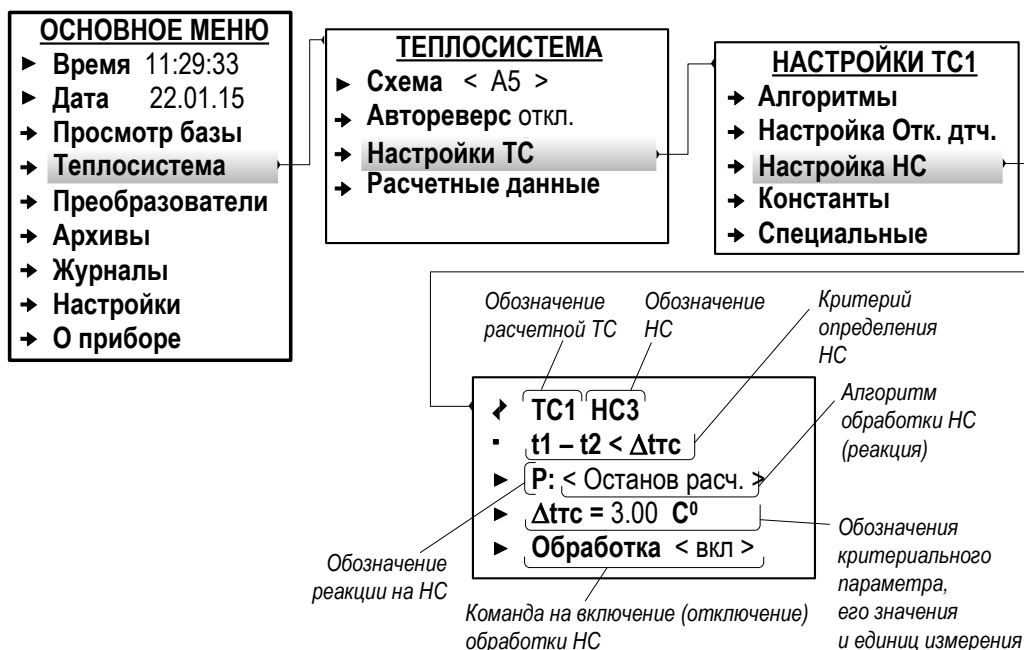 ОСНОВНОЕ МЕНЮ
Время 11:29:33
Дата 22.01.15
Просмотр базы
Теплосистема
Преобразователи
Архивы
Журналы
Настройки
О приборе
ТЕПЛОСИСТЕМА
Схема < А5 >
Автореверс откл.
Настройки ТС
Расчетные данные
НАСТРОЙКИ ТС1
Алгоритмы
Настройка Отк. дтч.
Настройка НС
Константы
Специальные
Обозначение
расчетной ТС
Обозначение
НС
Критерий
определения
НС
ТС1 НС3
t1 – t2 < Δtтс
Р: < Останов расч. >
Δtтс = 3.00 С⁰
Обработка < вкл >
Алгоритм
обработки НС
(реакция)
Обозначение
реакции на НС
Команда на включение (отключение)
обработки НС
Обозначения
критериального
параметра,
его значения
и единиц измерения